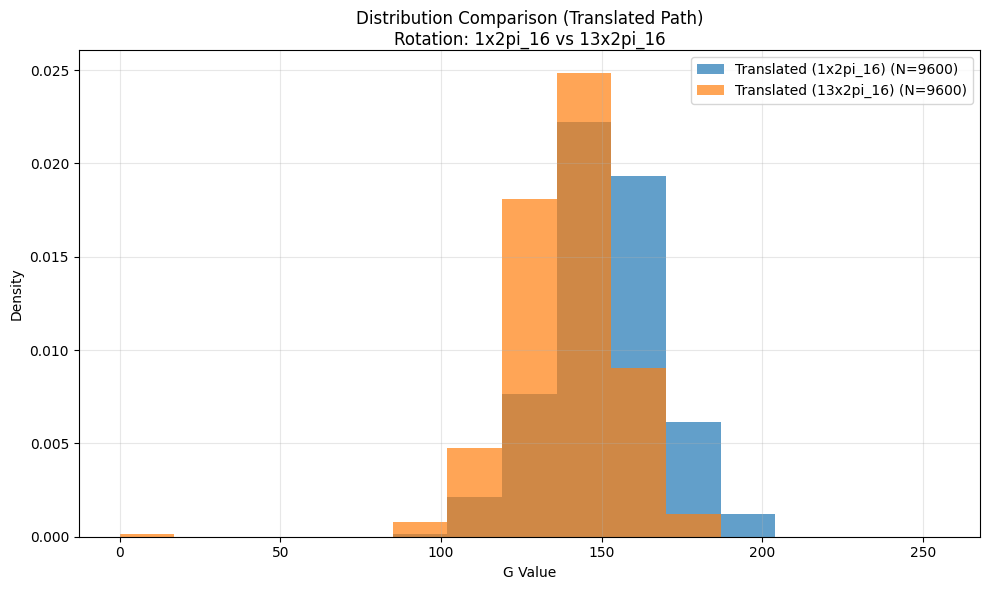 Distribution Comparison (Translated Path)
Rotation: 1x2pi_16 vs 13x2pi_16
Translated (1x2pi_16) (N=9600)
Translated (13x2pi_16) (N=9600)
Density
0.025
0.020
0.015
0.010
0.005
0.000
0 50 100 150 200 250
G Value